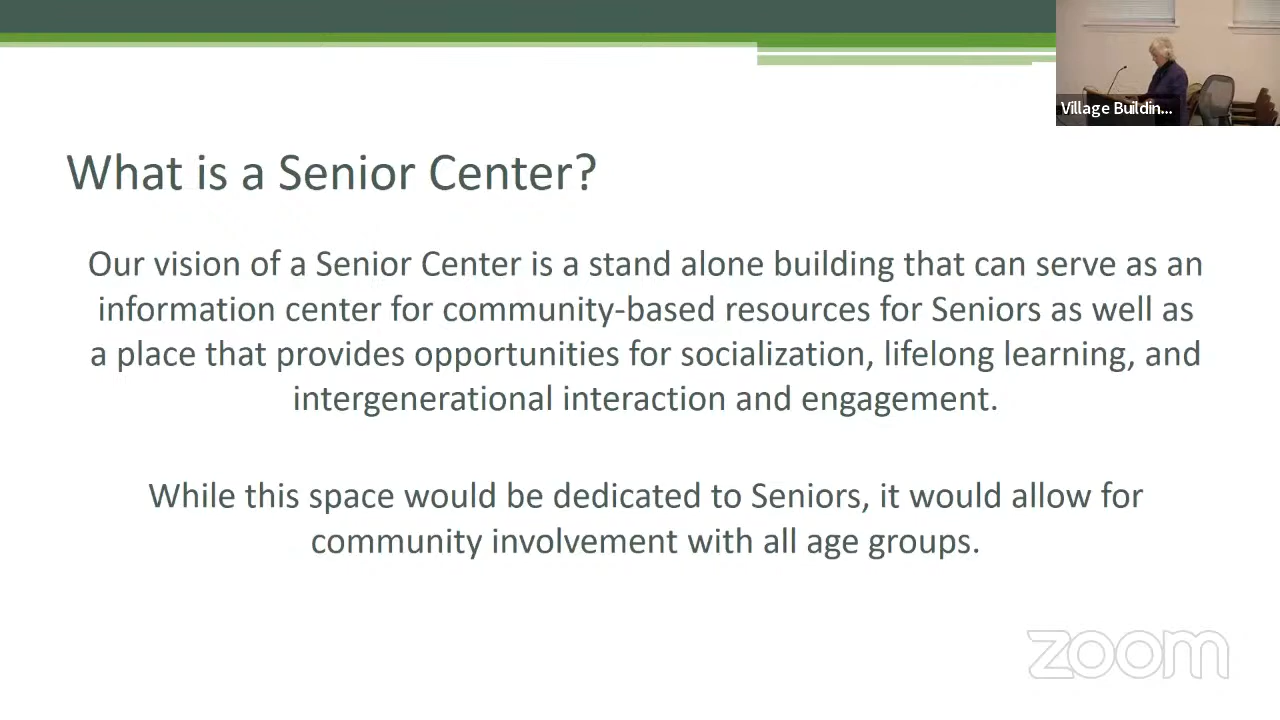 Village Buildin...
What is a Senior Center?
Our vision of a Senior Center is a stand alone building that can serve as an
information center for community-based resources for Seniors as well as
a place that provides opportunities for socialization, lifelong learning, and
intergenerational interaction and engagement.
While this space would be dedicated to Seniors, it would allow for
community involvement with all age groups.
zoom